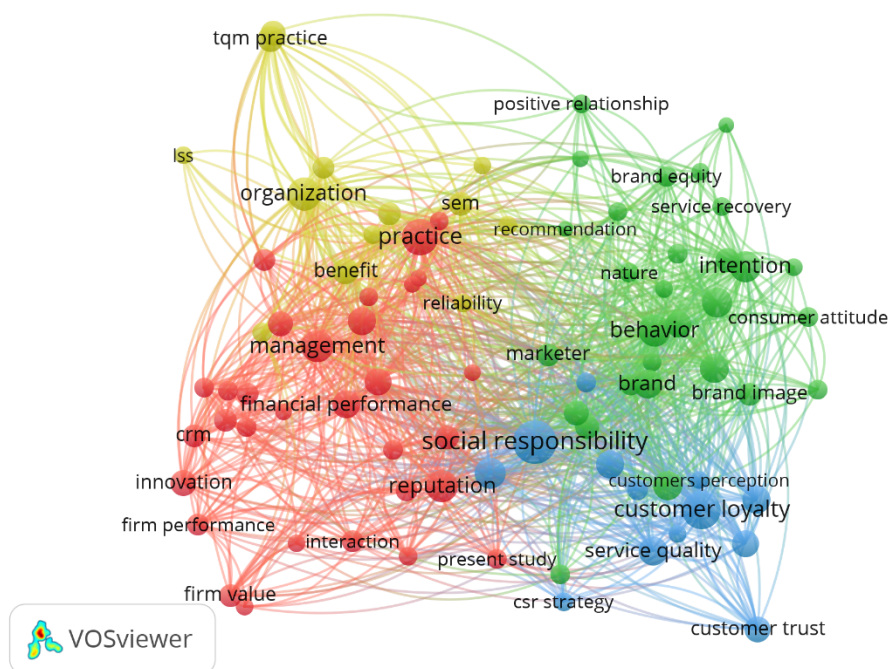 tqm practice
positive relationship
lss
brand equity
organization
sem
service recovery
practice
recommendation
benefit
nature
intention
reliability
consumer attitude
behavior
management
marketer
brand
brand image
financial performance
crm
social responsibility
innovation
reputation
customers perception
customer loyalty
firm performance
interaction
service quality
present study
firm value
csr strategy
customer trust
VOSviewer